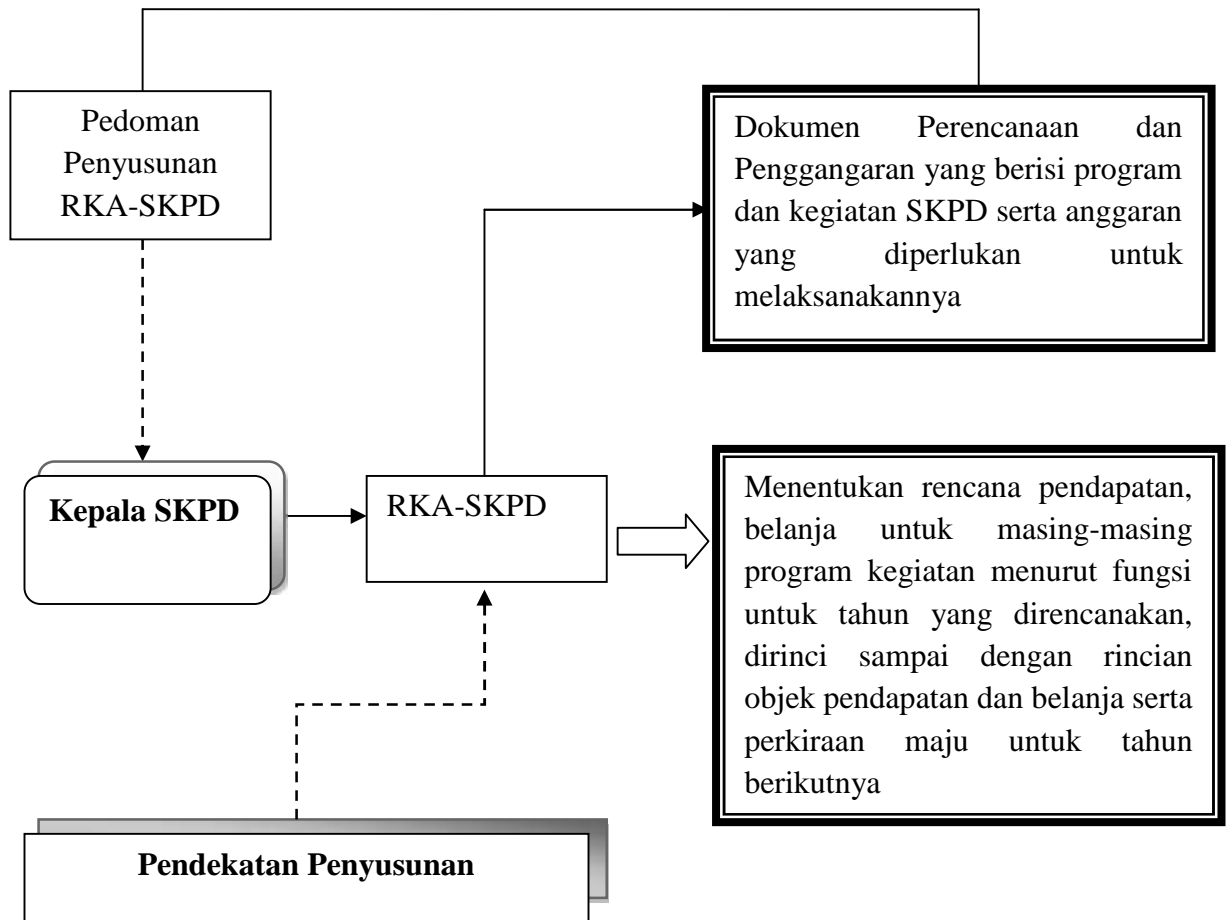 Pedoman
Penyusunan
RKA-SKPD
Dokumen Perencanaan dan
Penggangaran yang berisi program
dan kegiatan SKPD serta anggaran
yang diperlukan untuk
melaksanakannya
Kepala SKPD
RKA-SKPD
Menentukan rencana pendapatan,
belanja untuk masing-masing
program kegiatan menurut fungsi
untuk tahun yang direncanakan,
dirinci sampai dengan rincian
objek pendapatan dan belanja serta
perkiraan maju untuk tahun
berikutnya
Pendekatan Penyusunan